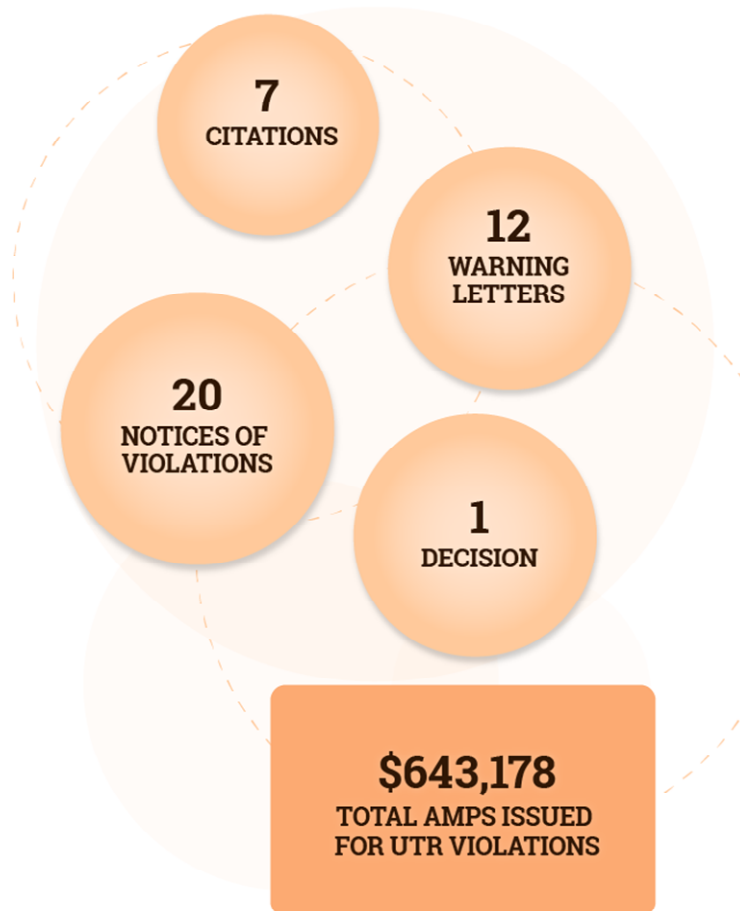 7
CITATIONS
12
WARNING
LETTERS
20
NOTICES OF
VIOLATIONS
1
DECISION
$643,178
TOTAL AMPS ISSUED
FOR UTR VIOLATIONS